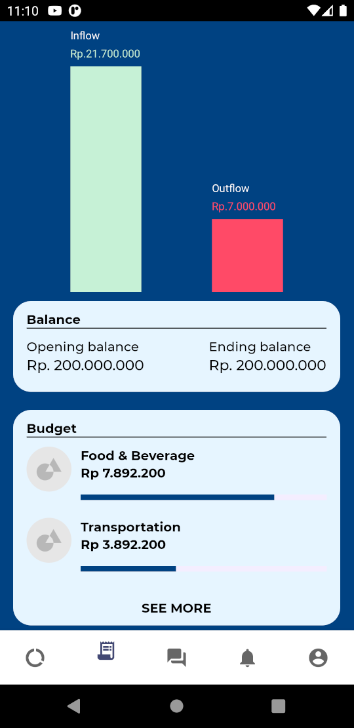 11:10
Inflow
Rp.21.700.000
Outflow
Rp.7.000.000
Balance
Opening balance
Rp. 200.000.000
Ending balance
Rp. 200.000.000
Budget
Food & Beverage
Rp 7.892.200
Transportation
Rp 3.892.200
SEE MORE